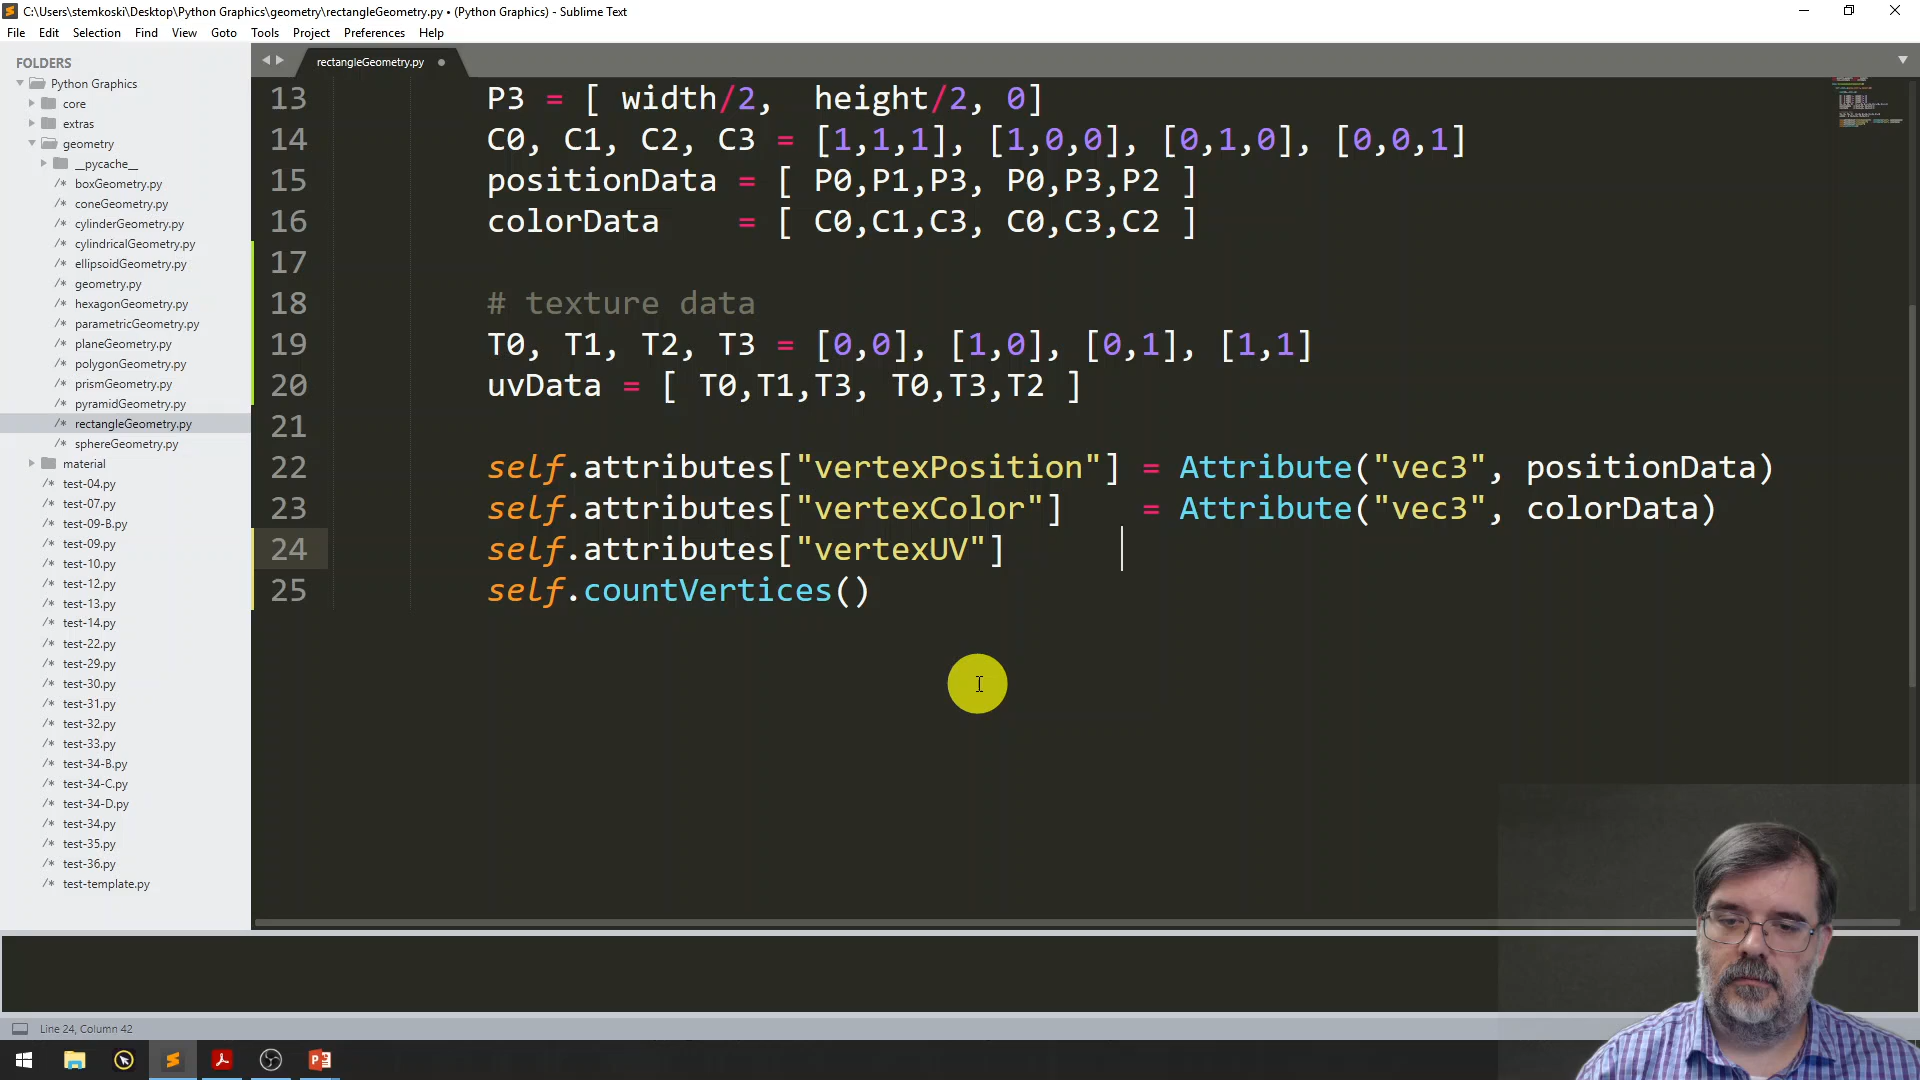 C:\Users\stemkoski\Desktop\Python Graphics\geometry\rectangleGeometry.py • (Python Graphics) - Sublime Text
File Edit Selection Find View Goto Tools Project Preferences Help
FOLDERS
Python Graphics
core
extras
geometry
__pycache__
/* boxGeometry.py
/* coneGeometry.py
/* cylinderGeometry.py
/* cylindricalGeometry.py
/* ellipsoidGeometry.py
/* geometry.py
/* hexagonGeometry.py
/* parametricGeometry.py
/* planeGeometry.py
/* polygonGeometry.py
/* prismGeometry.py
/* pyramidGeometry.py
/* rectangleGeometry.py
/* sphereGeometry.py
material
/* test-04.py
/* test-07.py
/* test-09-B.py
/* test-09.py
/* test-10.py
/* test-12.py
/* test-13.py
/* test-14.py
/* test-22.py
/* test-29.py
/* test-30.py
/* test-31.py
/* test-32.py
/* test-33.py
/* test-34-B.py
/* test-34-C.py
/* test-34-D.py
/* test-34.py
/* test-35.py
/* test-36.py
/* test-template.py
rectangleGeometry.py
13 P3 = [ width/2,  height/2, 0]
14 C0, C1, C2, C3 = [1,1,1], [1,0,0], [0,1,0], [0,0,1]
15 positionData = [ P0,P1,P3, P0,P3,P2 ]
16 colorData    = [ C0,C1,C3, C0,C3,C2 ]
17
18 # texture data
19 T0, T1, T2, T3 = [0,0], [1,0], [0,1], [1,1]
20 uvData = [ T0,T1,T3, T0,T3,T2 ]
21
22 self.attributes["vertexPosition"] = Attribute("vec3", positionData)
23 self.attributes["vertexColor"]    = Attribute("vec3", colorData)
24 self.attributes["vertexUV"]
25 self.countVertices()
Line 24, Column 42